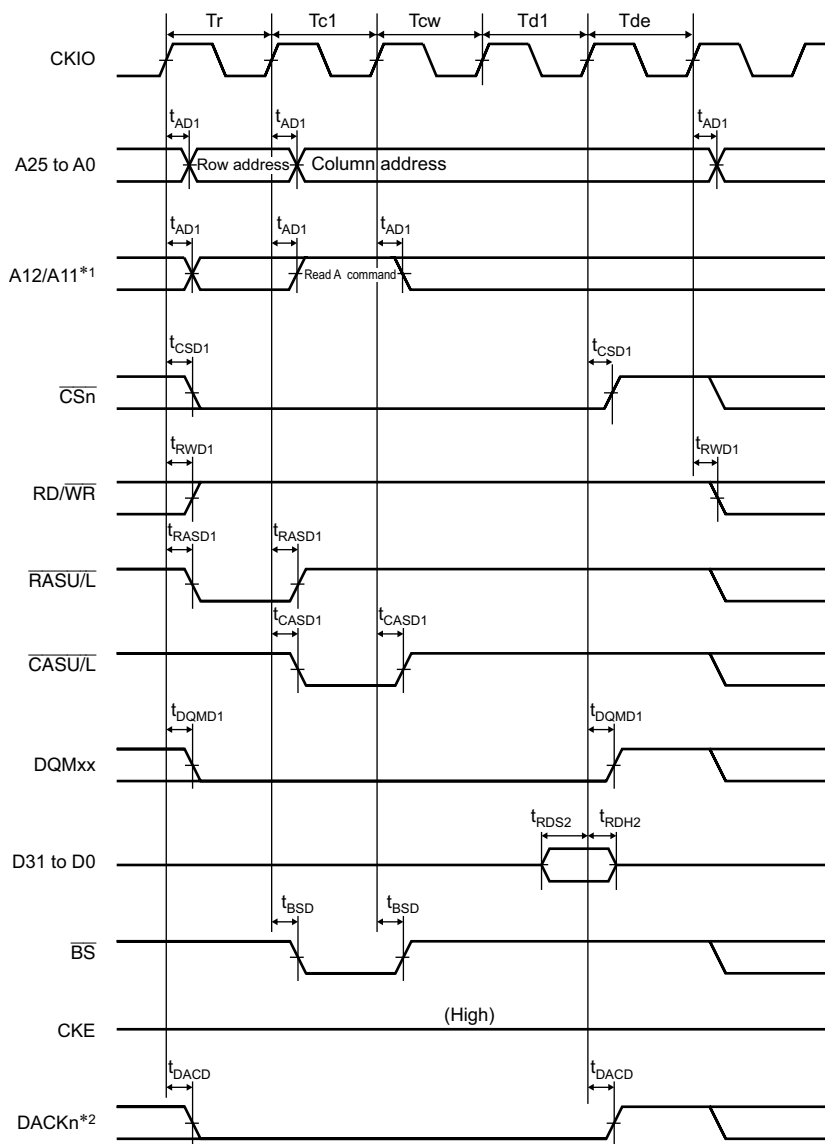 Tr Tc1 Tcw Td1 Tde
CKIO
tAD1 tAD1 tAD1
A25 to A0 Row address Column address
tAD1 tAD1 tAD1
A12/A11*1 Read A command
tCSD1 tCSD1
CSn
tRWD1 tRWD1
RD/WR
tRASD1 tRASD1
RASU/L
tCASD1 tCASD1
CASU/L
tDQMD1 tDQMD1
DQMxx
tRDS2 tRDH2
D31 to D0
tBSD tBSD
BS
(High)
CKE
tDACD tDACD
DACKn*2